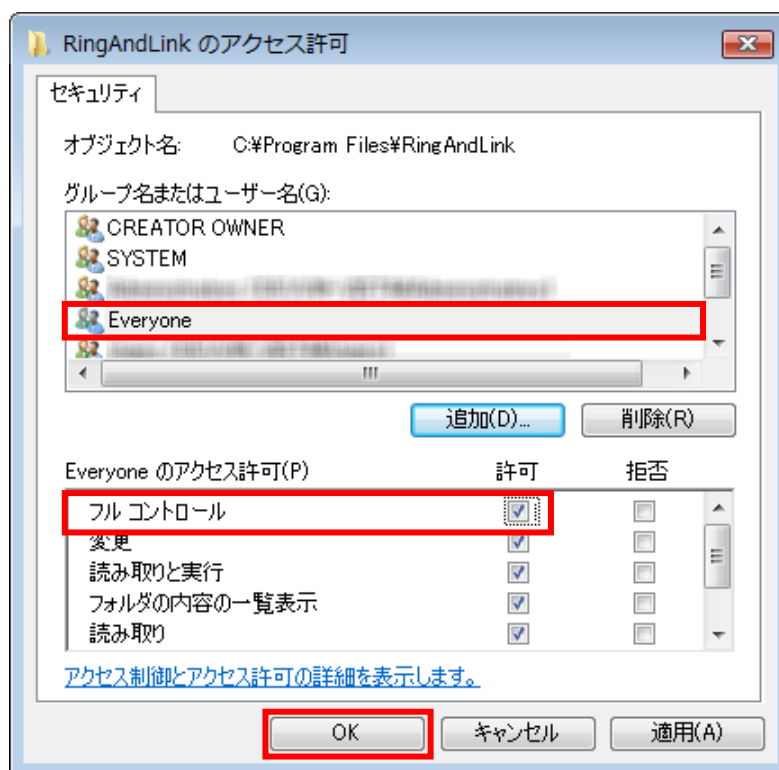 RingAndLink のアクセス許可
セキュリティ
オブジェクト名: C:¥Program Files¥RingAndLink
グループ名またはユーザー名(G):
CREATOR OWNER
SYSTEM
Everyone
追加(D)... 削除(R)
Everyone のアクセス許可(P) 許可 拒否
フル コントロール
変更
読み取りと実行
フォルダの内容の一覧表示
読み取り
アクセス制御とアクセス許可の詳細を表示します。
OK キャンセル 適用(A)